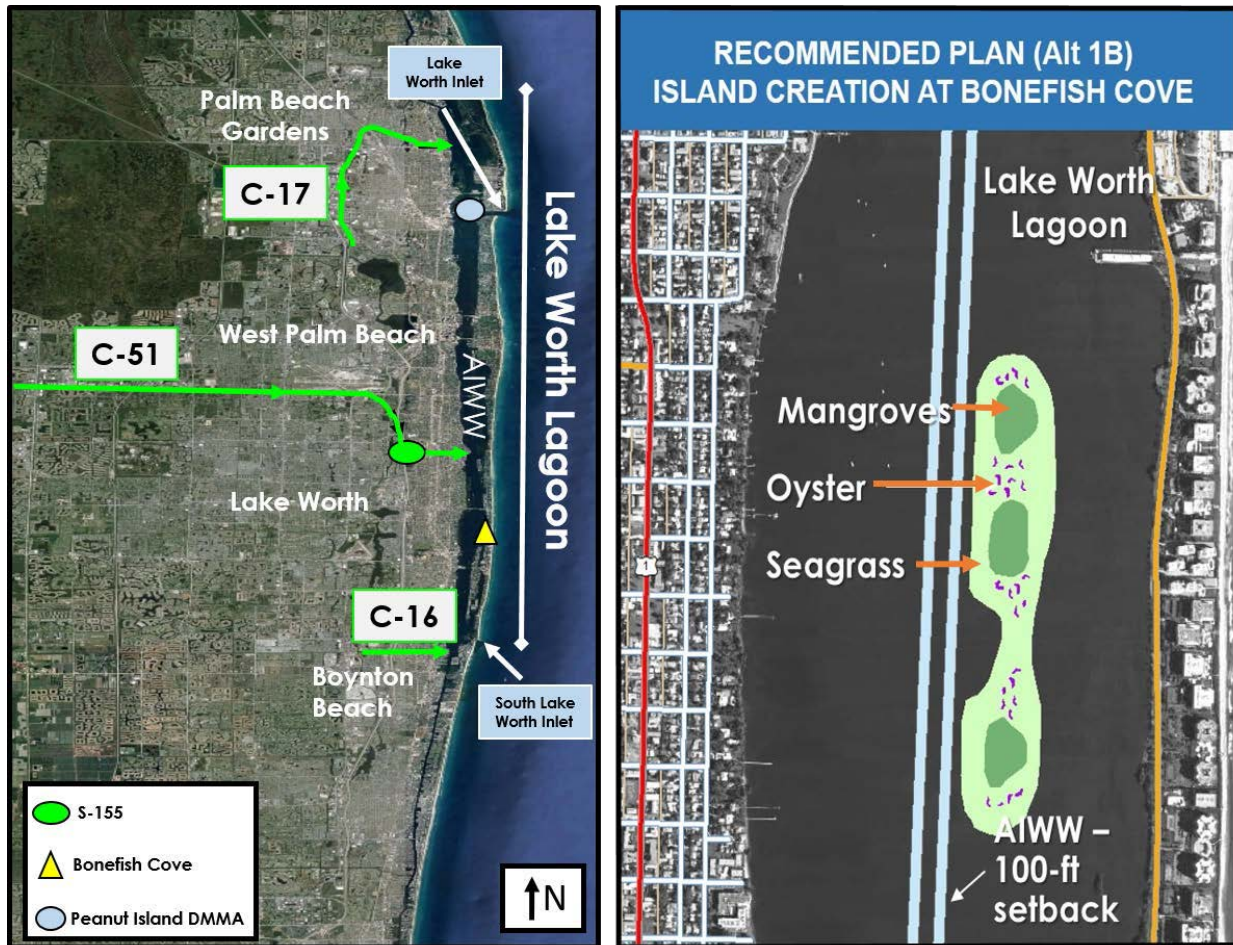 Lake
Worth Inlet
Palm Beach
Gardens
C-17
West Palm Beach
C-51
AIWW
Lake Worth Lagoon
Lake Worth
C-16
Boynton
Beach
South Lake
Worth Inlet
S-155
Bonefish Cove
Peanut Island DMMA
N
RECOMMENDED PLAN (Alt 1B)
ISLAND CREATION AT BONEFISH COVE
Lake Worth
Lagoon
Mangroves
Oyster
Seagrass
1
AIWW –
100-ft
setback